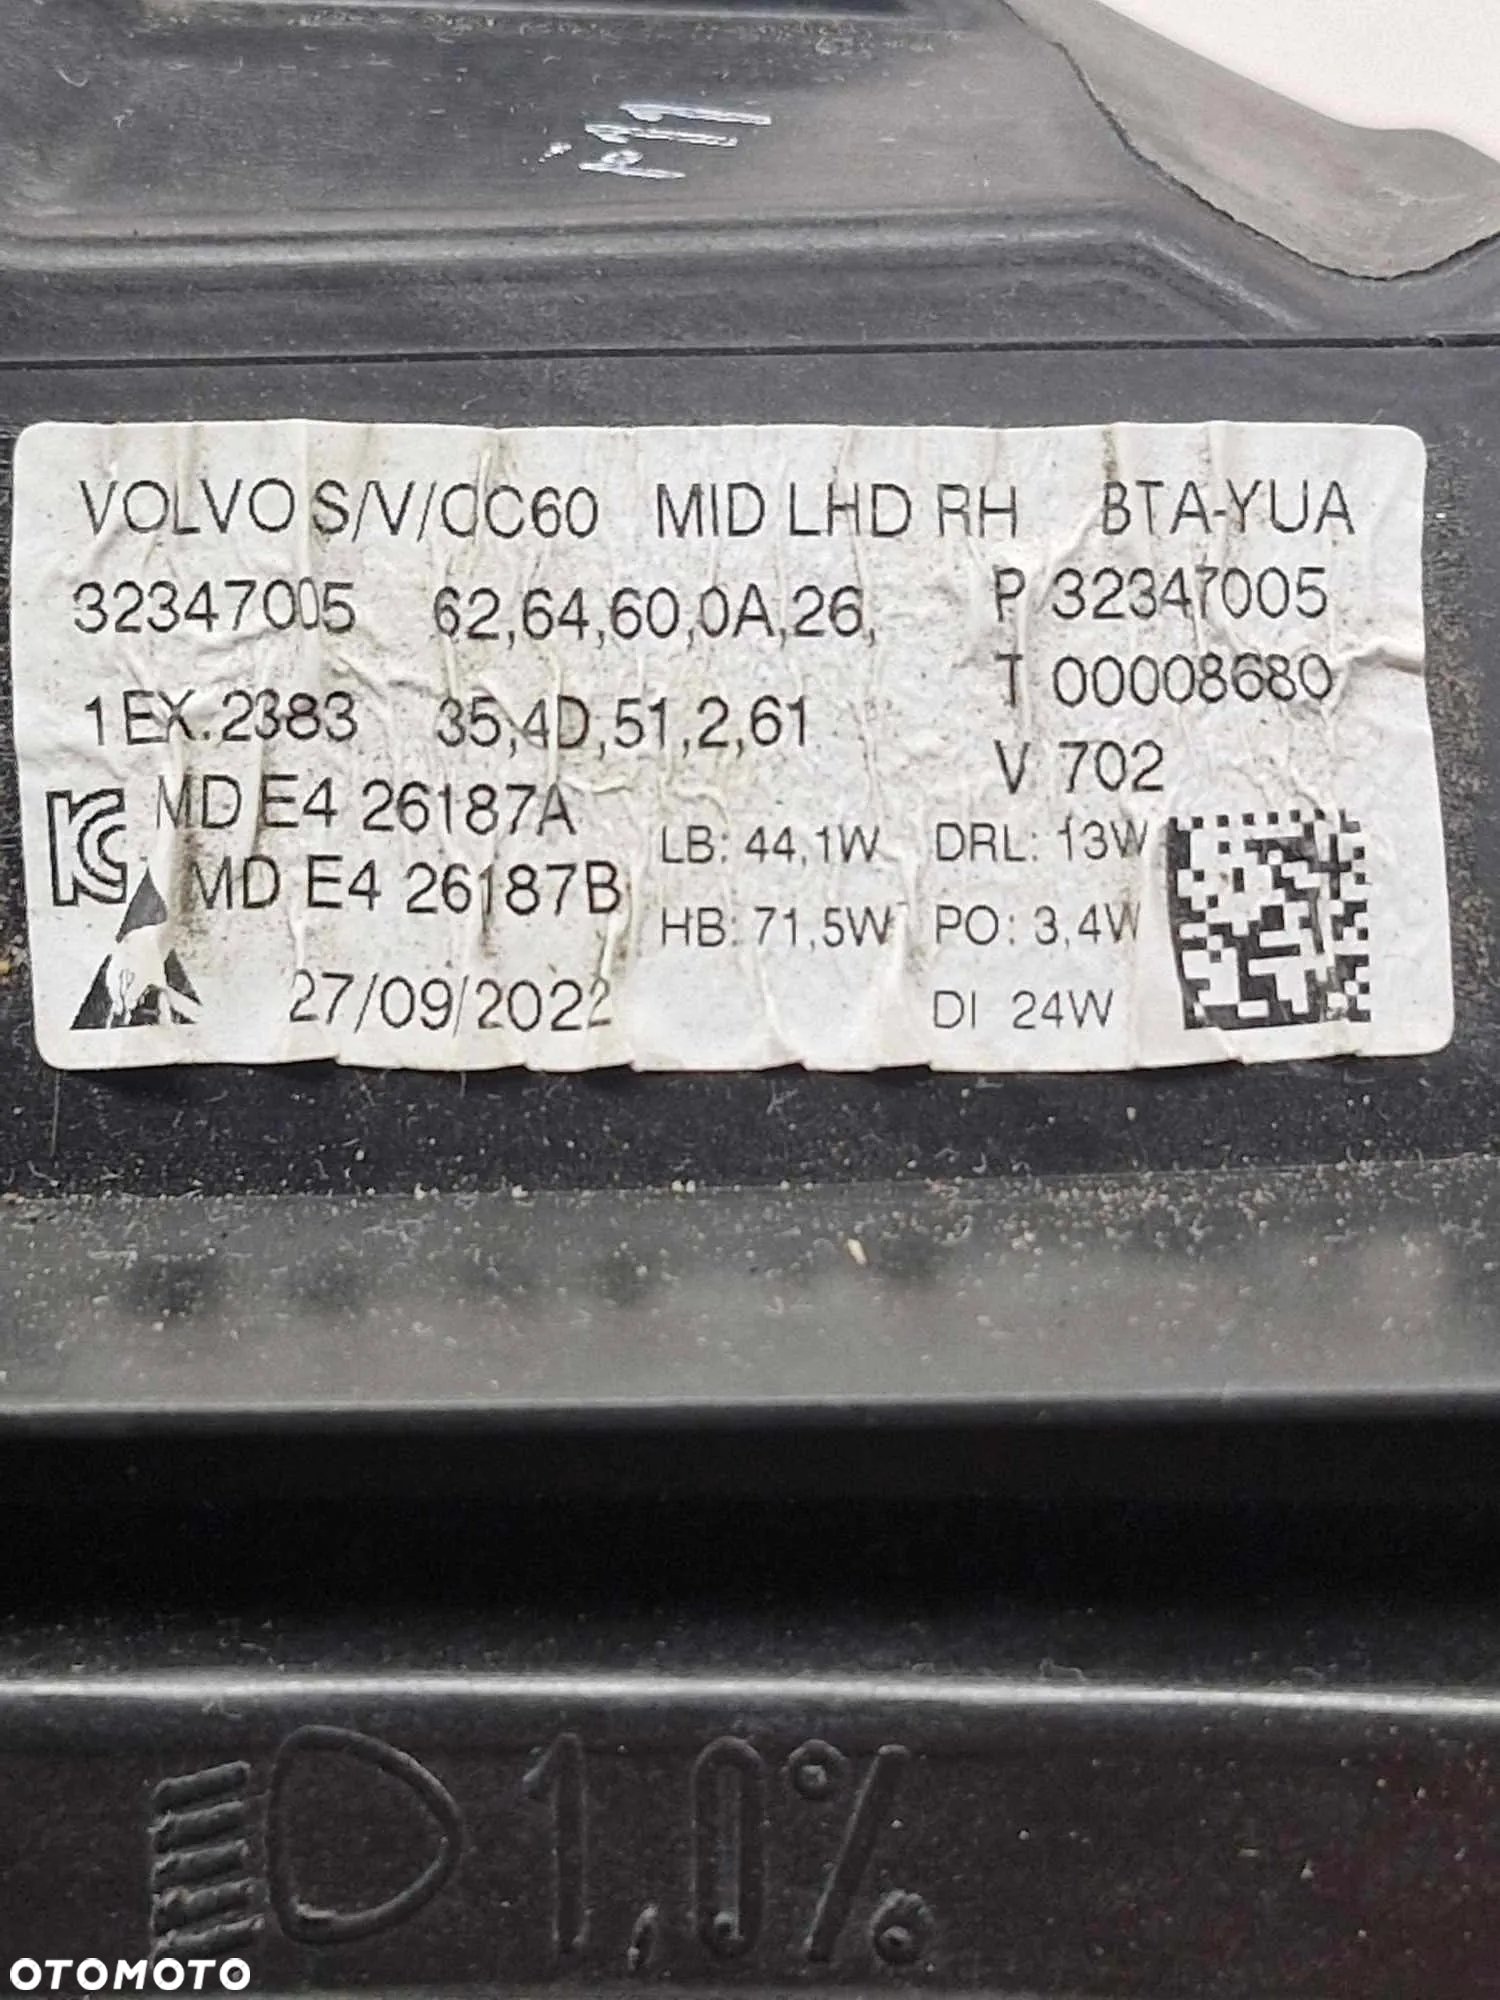 VOLVO S/V/CC60 MID LHD RH BTA-YUA
32347005 62,64,60,0A,26, P 32347005
1EX.2383 35,4D,51,2,61 T 00008680
V 702
MD E4 26187A
MD E4 26187B
LB: 44,1W DRL: 13W
HB: 71,5W PO: 3,4W
27/09/2022 DI 24W
1,0%
OTOMOTO